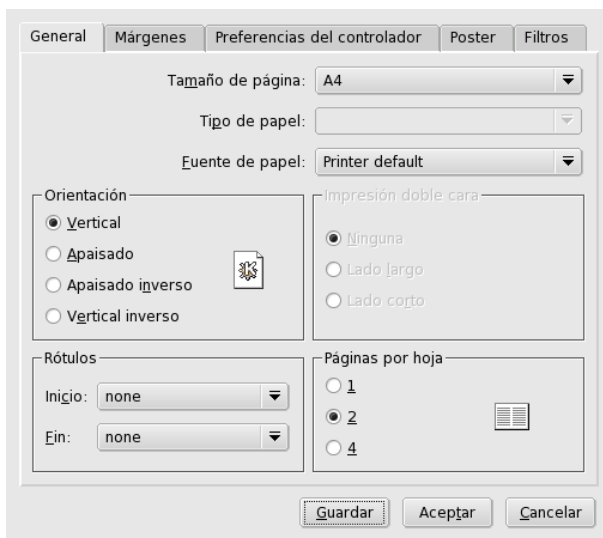 General Márgenes Preferencias del controlador Poster Filtros
Tamaño de página: A4
Tipo de papel:
Fuente de papel: Printer default
Orientación
Vertical
Apaisado
Apaisado inverso
Vertical inverso
Impresión doble cara
Ninguna
Lado largo
Lado corto
Rótulos
Inicio: none
Fin: none
Páginas por hoja
1
2
4
Guardar Aceptar Cancelar